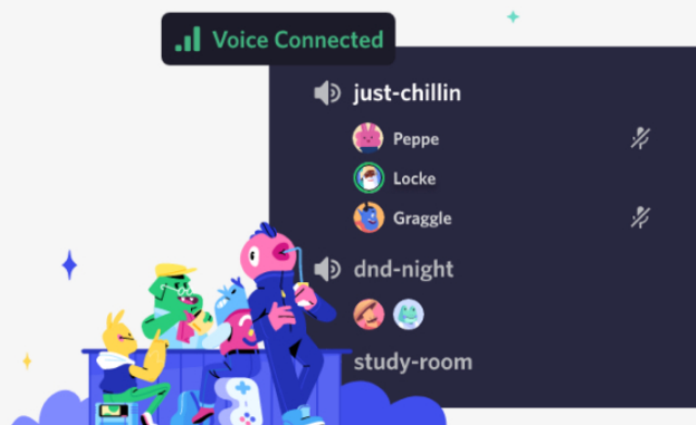 Voice Connected
just-chillin
Peppe
Locke
Graggle
dnd-night
study-room